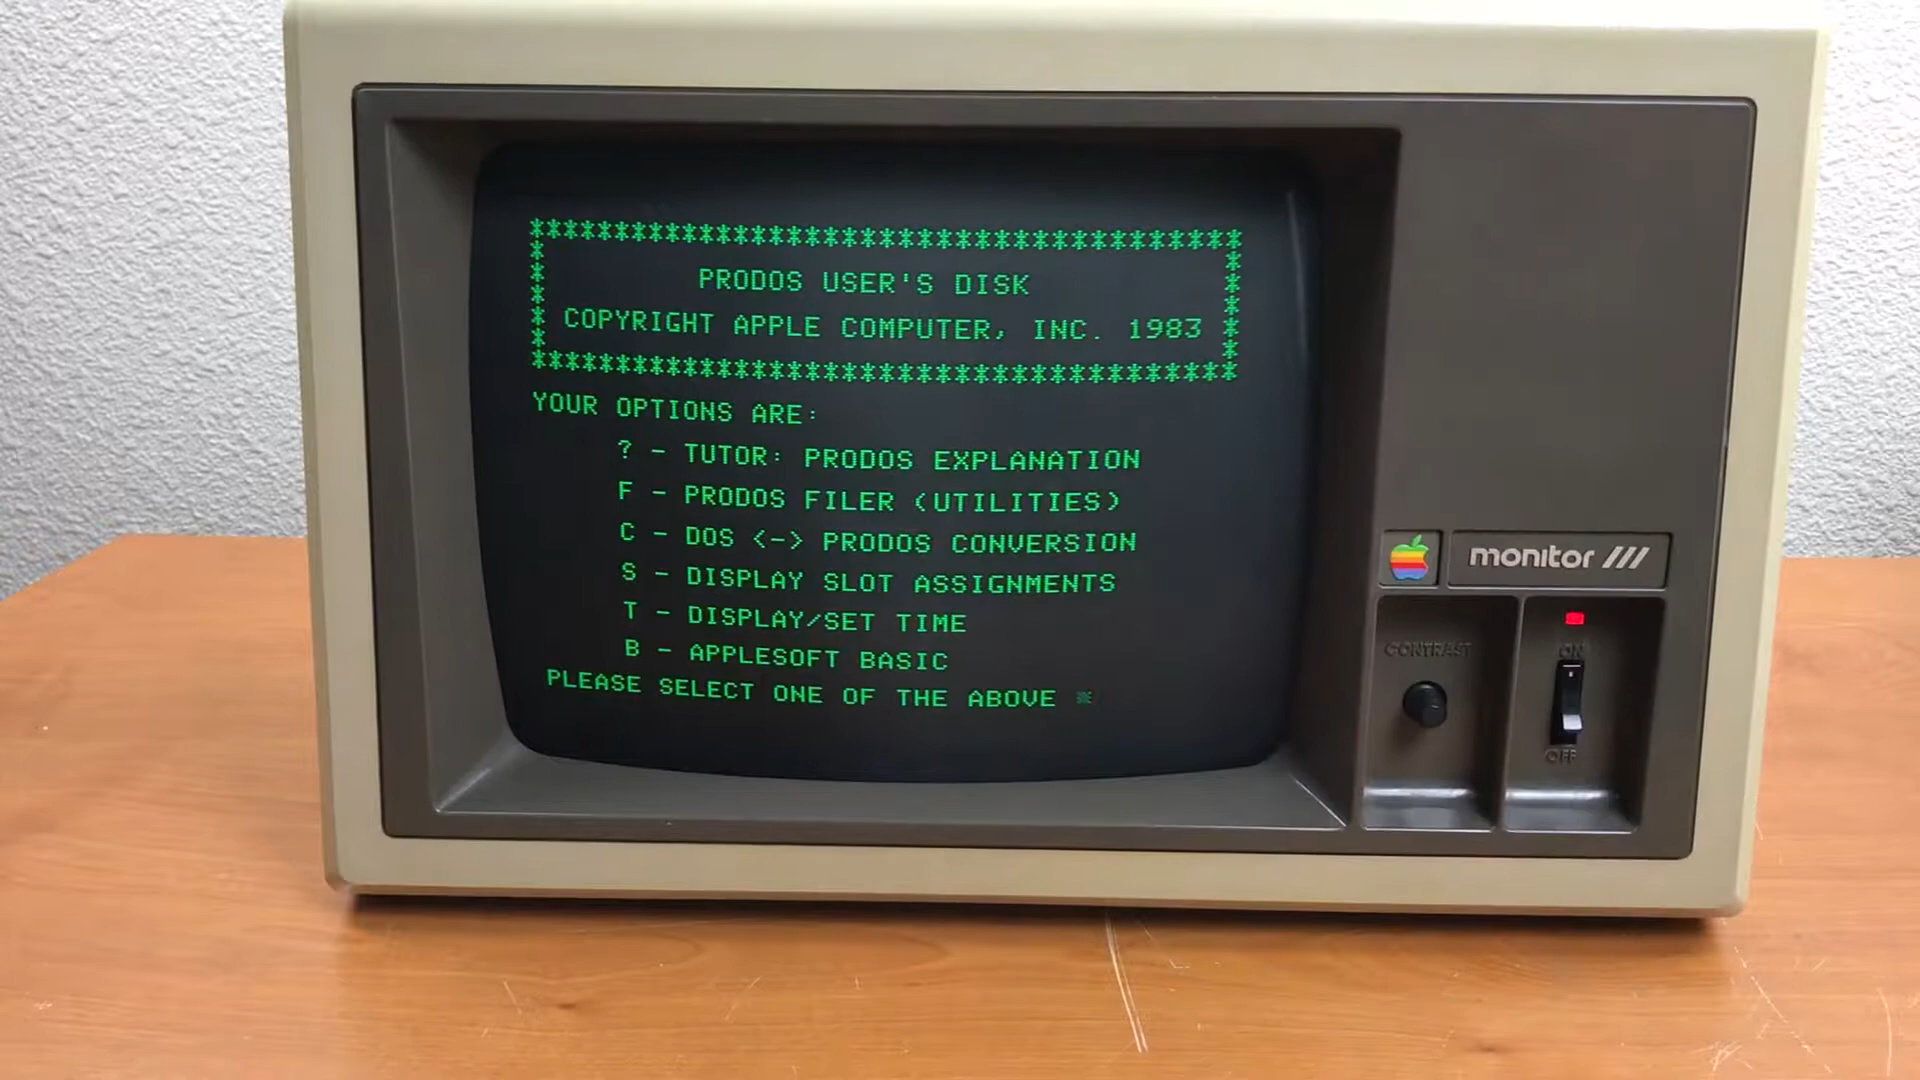 ****************************************** 
*
PRODOS USER'S DISK
* COPYRIGHT APPLE COMPUTER, INC. 1983 *
******************************************
YOUR OPTIONS ARE:
? - TUTOR: PRODOS EXPLANATION
F - PRODOS FILER (UTILITIES)
C - DOS <-> PRODOS CONVERSION
S - DISPLAY SLOT ASSIGNMENTS
T - DISPLAY/SET TIME
B - APPLESOFT BASIC
PLEASE SELECT ONE OF THE ABOVE
monitor ///
CONTRAST
ON
OFF